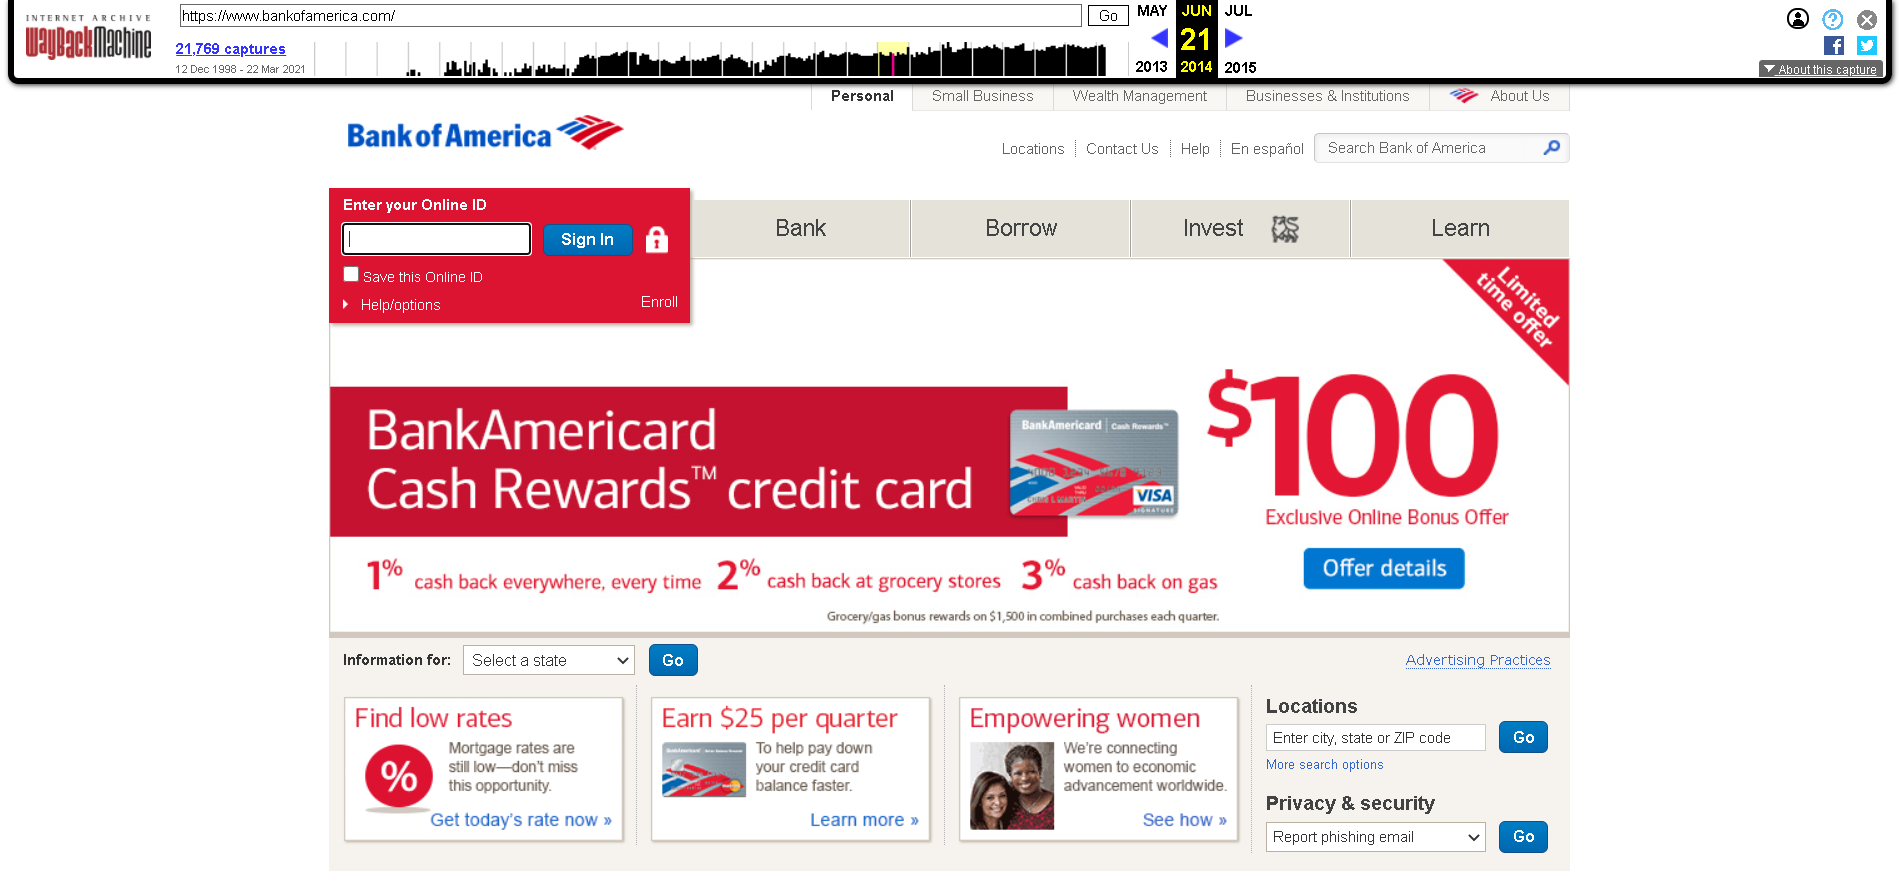 INTERNET ARCHIVE
WayBackMachine
https://www.bankofamerica.com/
Go
21,769 captures
12 Dec 1998 - 22 Mar 2021
MAY JUN JUL
21
2013 2014 2015
About this capture
Personal
Small Business
Wealth Management
Businesses & Institutions
About Us
Bank of America
Locations
Contact Us
Help
En español
Search Bank of America
Enter your Online ID
Sign In
Save this Online ID
Help/options
Enroll
Bank
Borrow
Invest
Learn
Limited
time offer
BankAmericard
Cash Rewards™ credit card
BankAmericard Cash Rewards™
CHRIS L MARTIN
VISA
SIGNATURE
$100
Exclusive Online Bonus Offer
Offer details
1% cash back everywhere, every time 2% cash back at grocery stores 3% cash back on gas
Grocery/gas bonus rewards on $1,500 in combined purchases each quarter.
Information for:
Select a state
Go
Advertising Practices
Find low rates
%
Mortgage rates are
still low—don't miss
this opportunity.
Get today's rate now »
Earn $25 per quarter
To help pay down
your credit card
balance faster.
Learn more »
Empowering women
We're connecting
women to economic
advancement worldwide.
See how »
Locations
Enter city, state or ZIP code
Go
More search options
Privacy & security
Report phishing email
Go